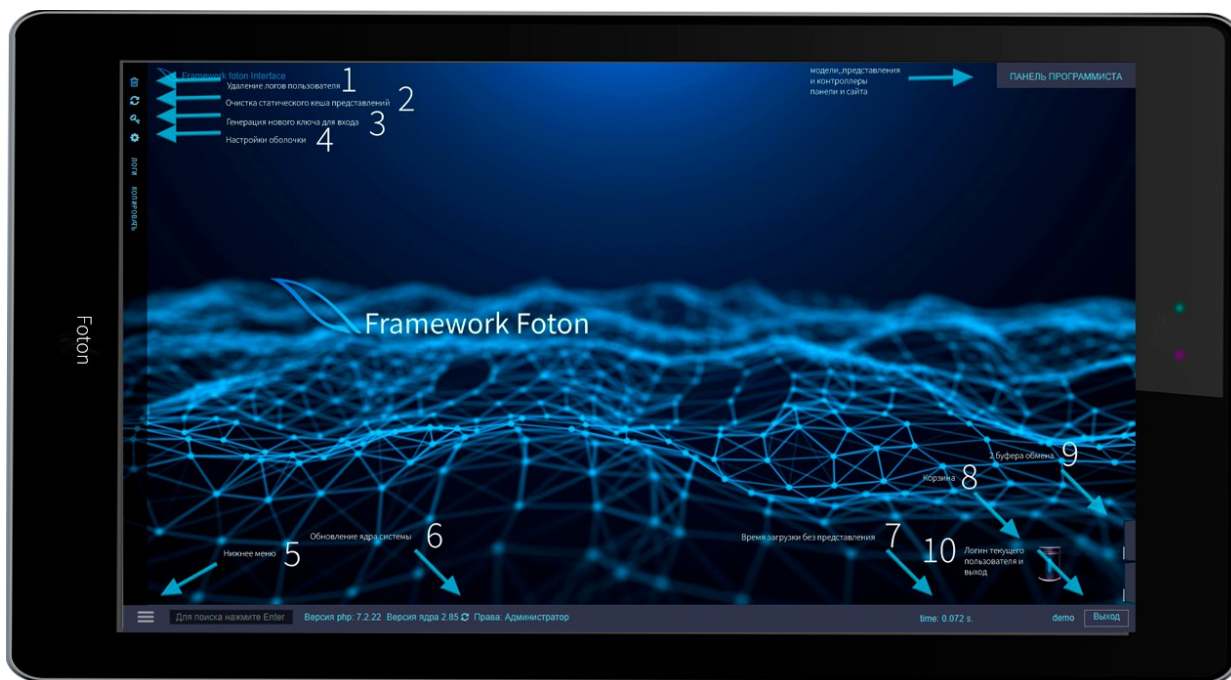 Framework foton Interface
Удаление логов пользователя 1
Очистка статического кеша представлений 2
Генерация нового ключа для входа 3
Настройки оболочки 4
ЛОГИ
КОПИРОВАТЬ
модели,,представления
и контроллеры
панели и сайта
ПАНЕЛЬ ПРОГРАММИСТА
Foton
Framework Foton
2 буфера обмена 9
Корзина 8
Обновление ядра системы 6
Время загрузки без представления 7
Нижнее меню 5
10 Логин текущего
пользователя и
выход
Для поиска нажмите Enter
Версия php: 7.2.22 Версия ядра 2.85 Права: Администратор
time: 0.072 s.
demo
Выход